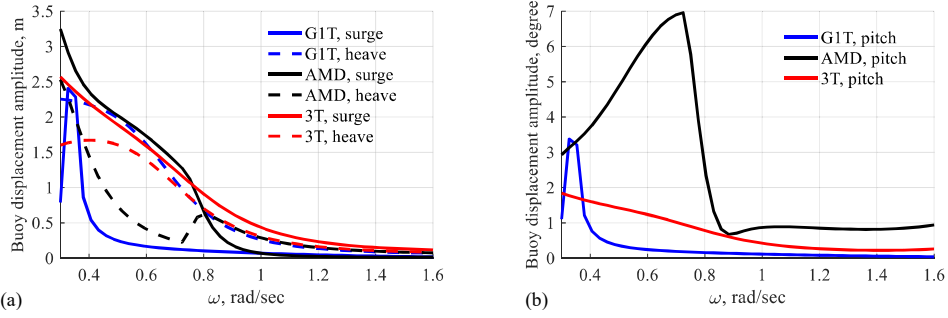 (a)
Buoy displacement amplitude, m
3.5
3
2.5
2
1.5
1
0.5
0
0.4
0.6
0.8
1
1.2
1.4
1.6
ω, rad/sec
G1T, surge
G1T, heave
AMD, surge
AMD, heave
3T, surge
3T, heave
(b)
Buoy displacement amplitude, degree
7
6
5
4
3
2
1
0
0.4
0.6
0.8
1
1.2
1.4
1.6
ω, rad/sec
G1T, pitch
AMD, pitch
3T, pitch